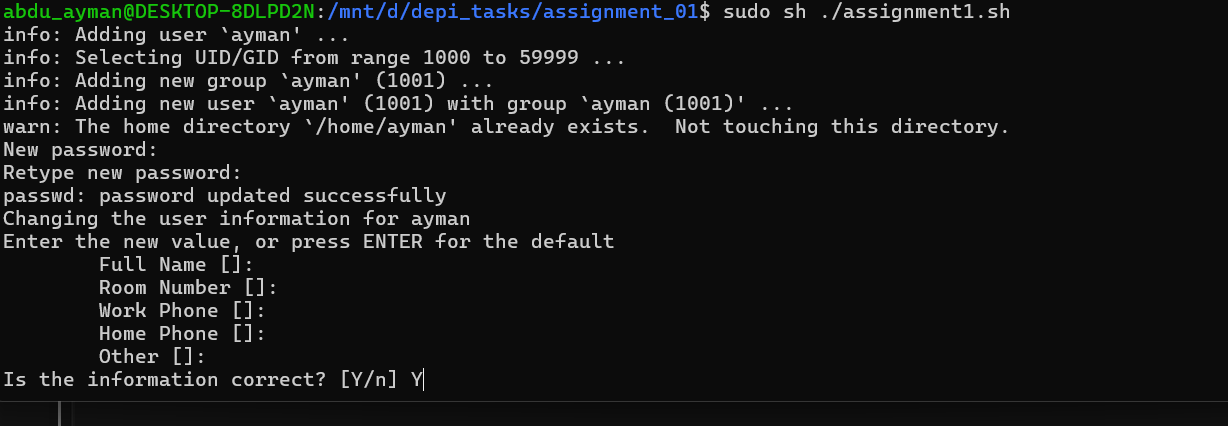 abdu_ayman@DESKTOP-8DLPD2N:/mnt/d/depi_tasks/assignment_01$ sudo sh ./assignment1.sh
info: Adding user `ayman' ...
info: Selecting UID/GID from range 1000 to 59999 ...
info: Adding new group `ayman' (1001) ...
info: Adding new user `ayman' (1001) with group `ayman (1001)' ...
warn: The home directory `/home/ayman' already exists.  Not touching this directory.
New password:
Retype new password:
passwd: password updated successfully
Changing the user information for ayman
Enter the new value, or press ENTER for the default
        Full Name []:
        Room Number []:
        Work Phone []:
        Home Phone []:
        Other []:
Is the information correct? [Y/n] Y